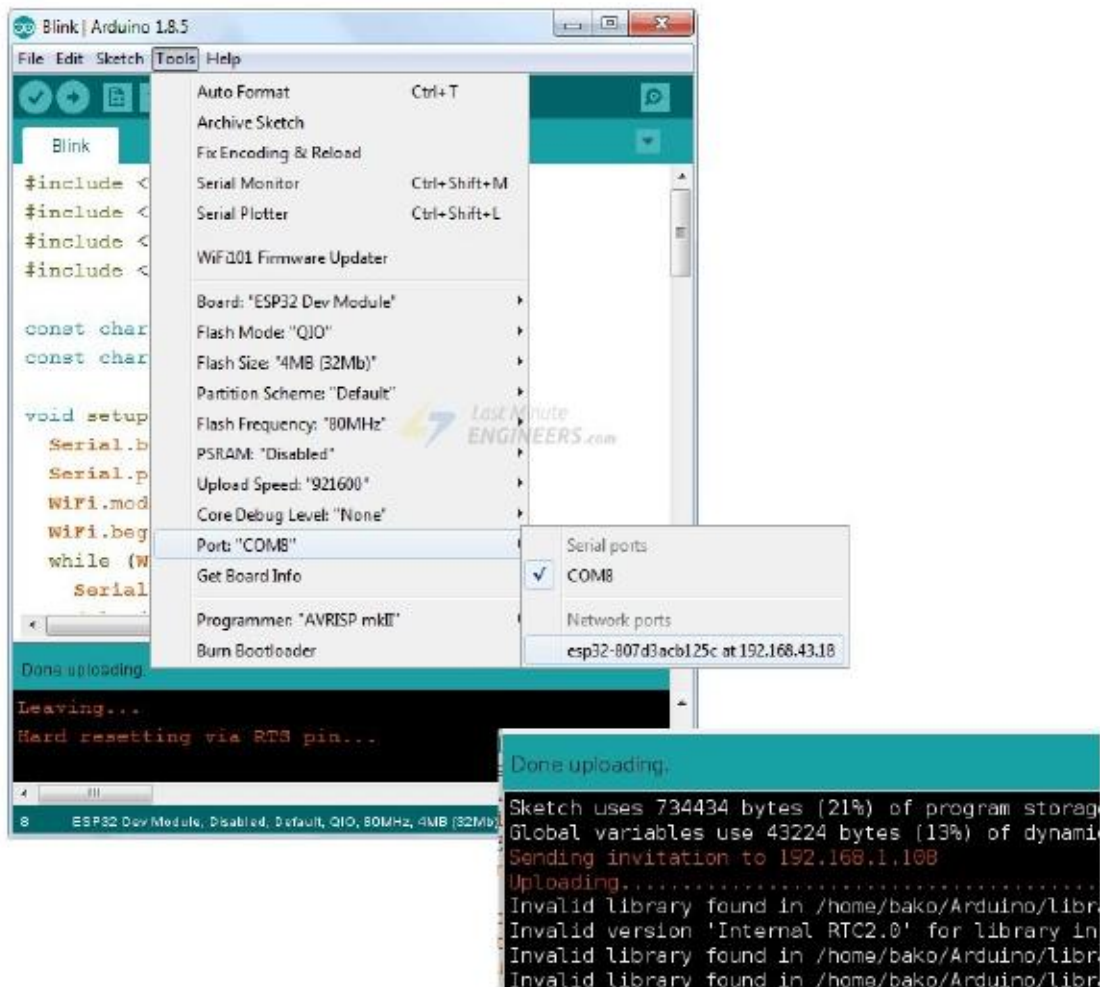 Blink | Arduino 1.8.5
File Edit Sketch Tools Help
Blink
#include <
#include <
#include <
#include <
const char
const char
void setup
Serial.b
Serial.p
WiFi.mod
WiFi.beg
while (W
Serial
Auto Format Ctrl+T
Archive Sketch
Fix Encoding & Reload
Serial Monitor Ctrl+Shift+M
Serial Plotter Ctrl+Shift+L
WiFi101 Firmware Updater
Board: "ESP32 Dev Module"
Flash Mode: "QIO"
Flash Size: "4MB (32Mb)"
Partition Scheme: "Default"
Flash Frequency: "80MHz"
PSRAM: "Disabled"
Upload Speed: "921600"
Core Debug Level: "None"
Port: "COM8"
Get Board Info
Programmer: "AVRISP mkII"
Burn Bootloader
Last Minute
ENGINEERS.com
Serial ports
COM8
Network ports
esp32-807d3acb125c at 192.168.43.18
Done uploading.
Leaving...
Hard resetting via RTS pin...
8 ESP32 Dev Module, Disabled, Default, QIO, 80MHz, 4MB (32Mb)
Done uploading.
Sketch uses 734434 bytes (21%) of program storag
Global variables use 43224 bytes (13%) of dynami
Sending invitation to 192.168.1.108
Uploading......................................
Invalid library found in /home/bako/Arduino/libra
Invalid version 'Internal RTC2.0' for library in
Invalid library found in /home/bako/Arduino/libra
Invalid library found in /home/bako/Arduino/libra